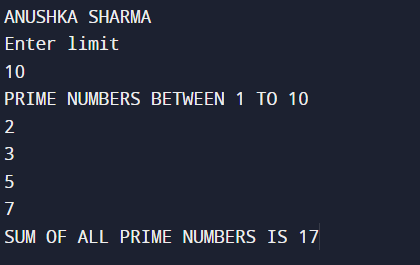 ANUSHKA SHARMA
Enter limit
10
PRIME NUMBERS BETWEEN 1 TO 10
2
3
5
7
SUM OF ALL PRIME NUMBERS IS 17